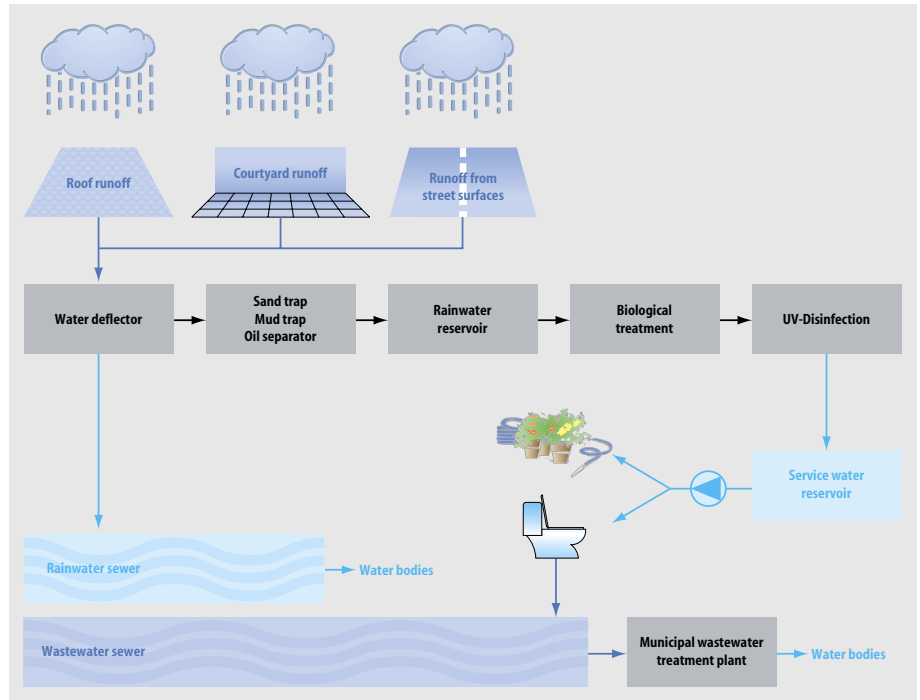 Roof runoff
Courtyard runoff
Runoff from
street surfaces
Water deflector
Sand trap
Mud trap
Oil separator
Rainwater
reservoir
Biological
treatment
UV-Disinfection
Service water
reservoir
Rainwater sewer
Water bodies
Wastewater sewer
Municipal wastewater
treatment plant
Water bodies